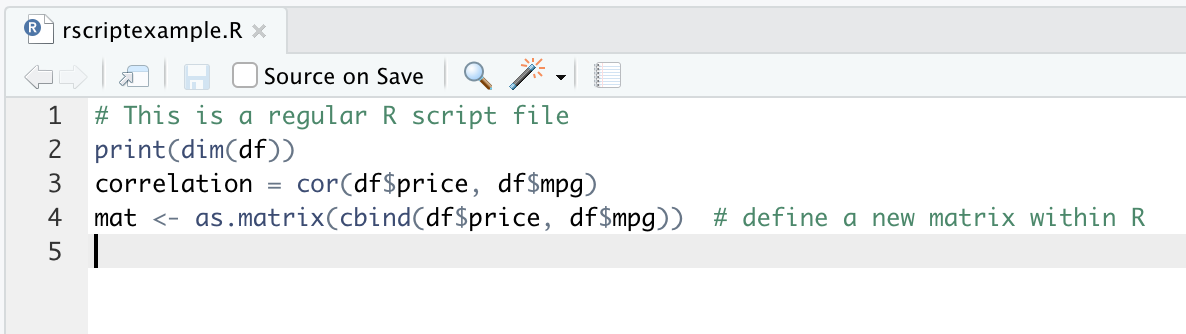 R rscriptexample.R ×
Source on Save
1 # This is a regular R script file
2 print(dim(df))
3 correlation = cor(df$price, df$mpg)
4 mat <- as.matrix(cbind(df$price, df$mpg))  # define a new matrix within R
5